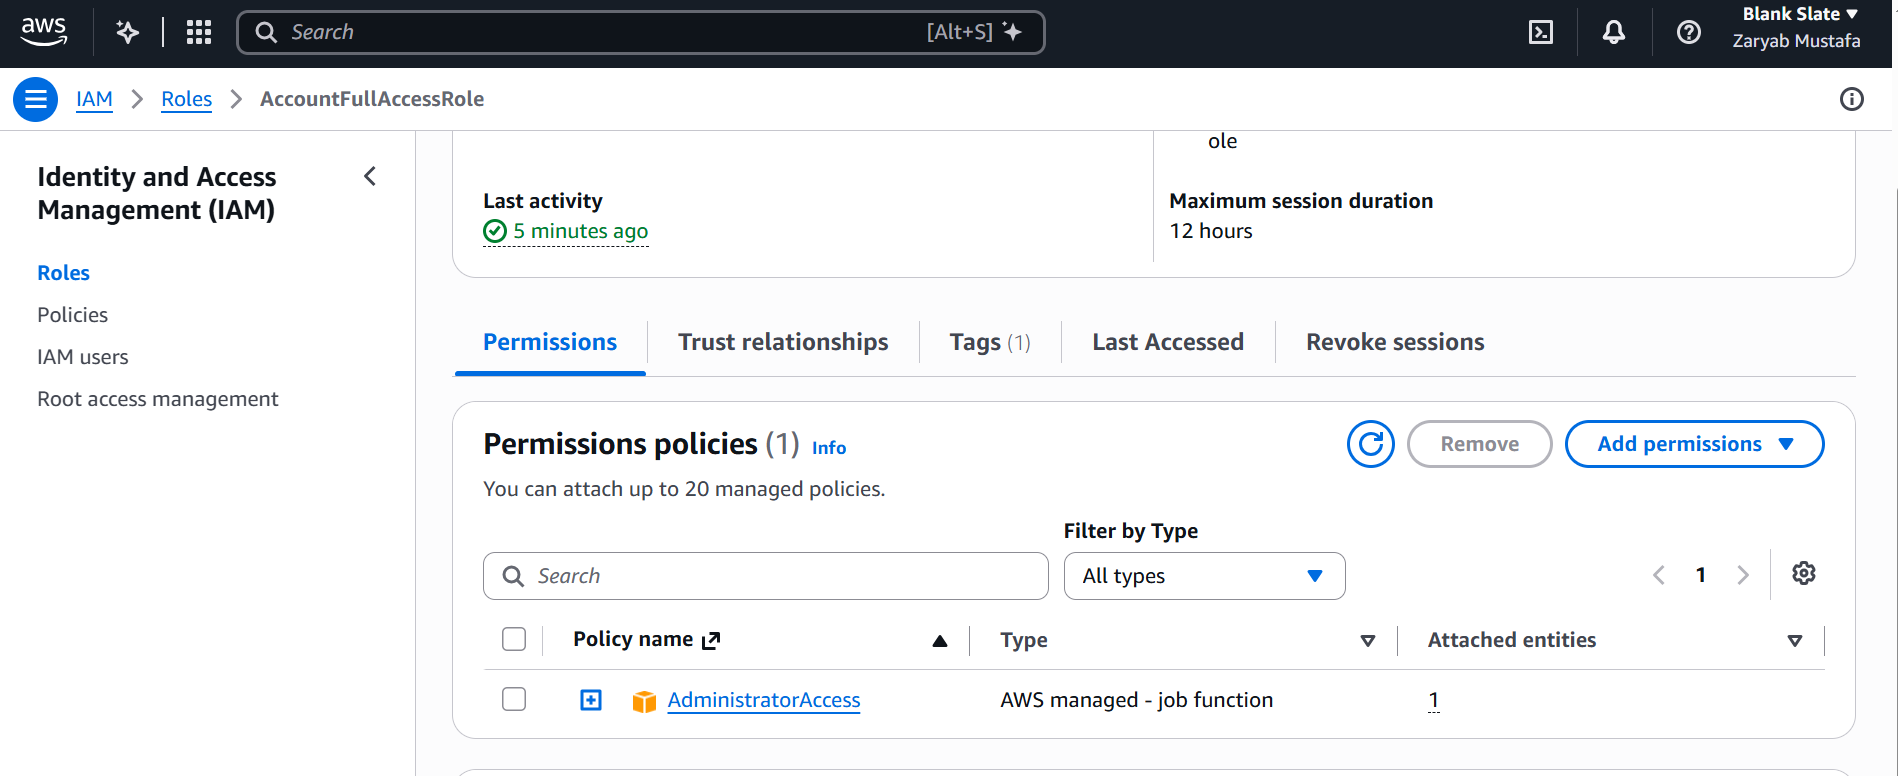 aws
Search
[Alt+S]
Blank Slate
Zaryab Mustafa
IAM
Roles
AccountFullAccessRole
Identity and Access
Management (IAM)
Roles
Policies
IAM users
Root access management
ole
Last activity
5 minutes ago
Maximum session duration
12 hours
Permissions
Trust relationships
Tags (1)
Last Accessed
Revoke sessions
Permissions policies (1) Info
Remove
Add permissions
You can attach up to 20 managed policies.
Filter by Type
Search
All types
1
Policy name
Type
Attached entities
AdministratorAccess
AWS managed - job function
1